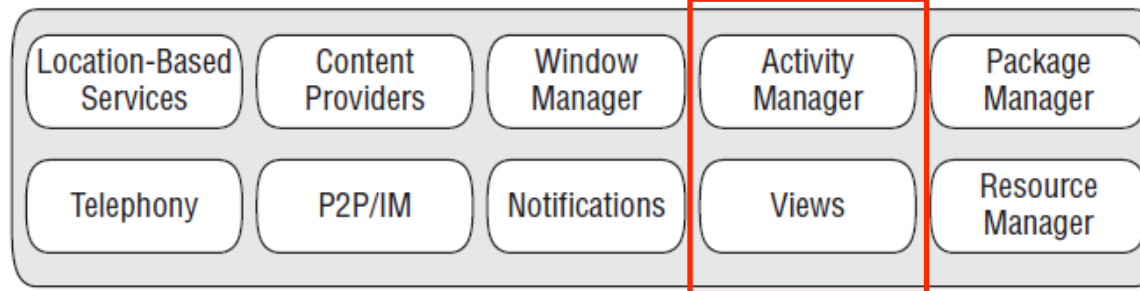 Location-Based
Services
Content
Providers
Window
Manager
Activity
Manager
Package
Manager
Telephony
P2P/IM
Notifications
Views
Resource
Manager